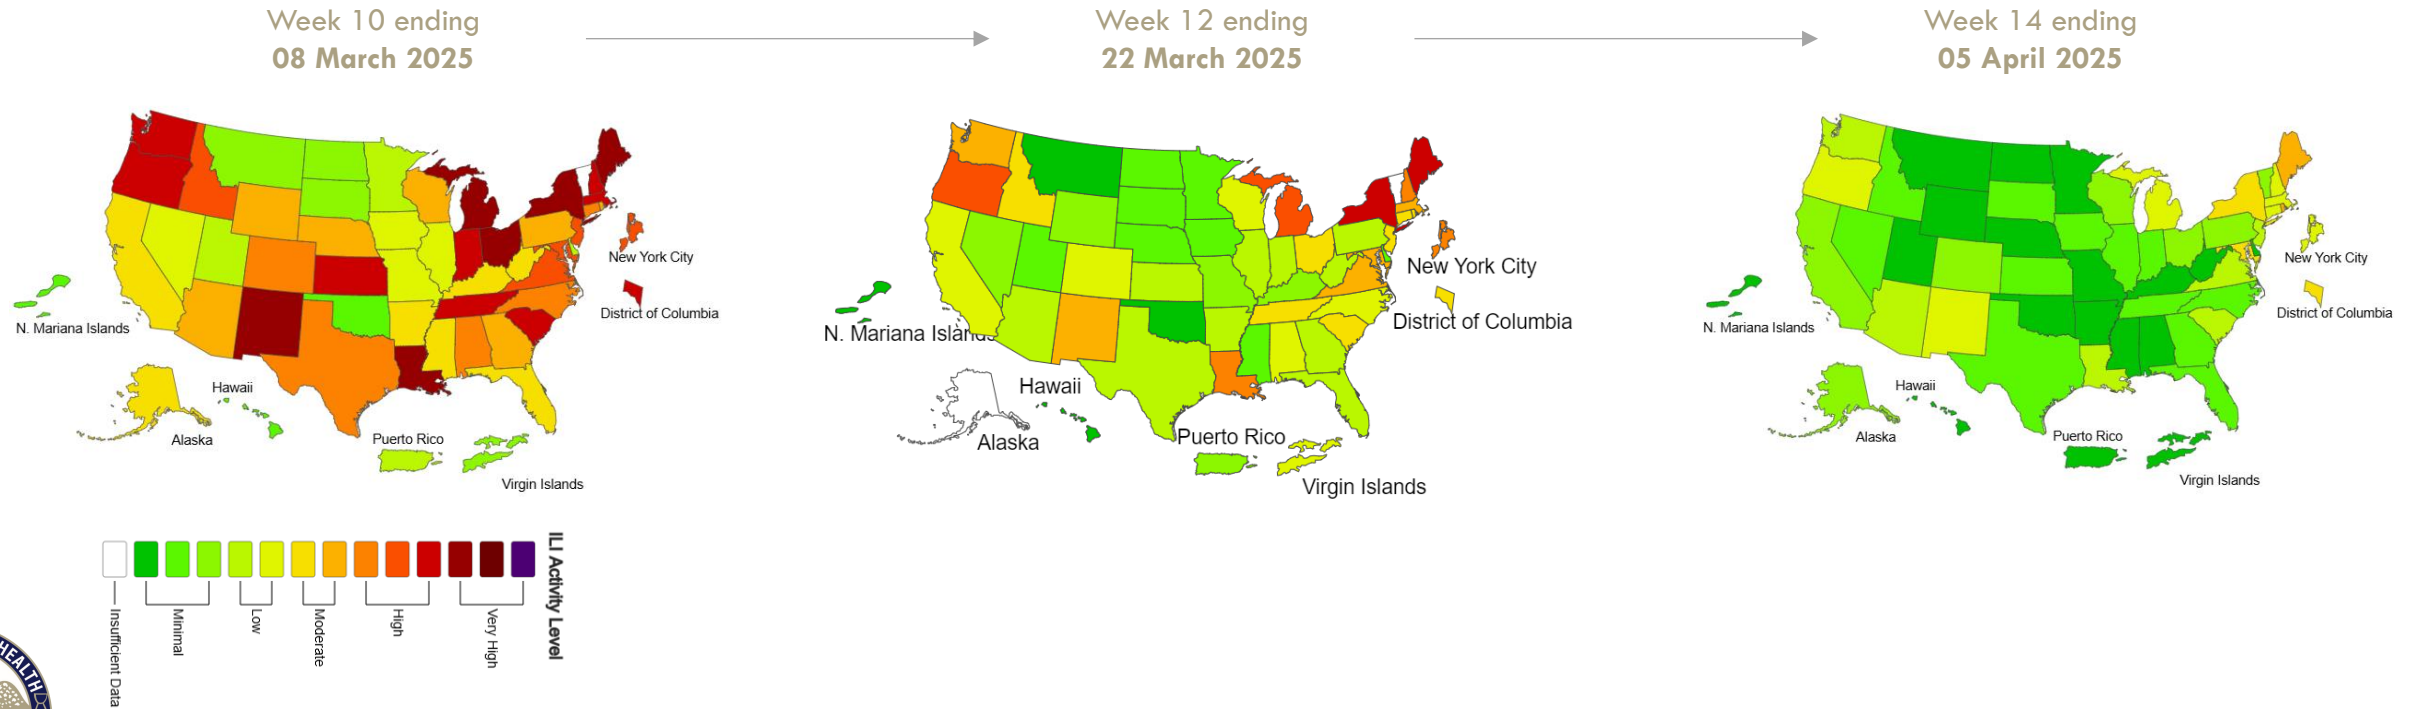 Week 10 ending
08 March 2025
Week 12 ending
22 March 2025
Week 14 ending
05 April 2025
New York City
District of Columbia
N. Mariana Islands
Hawaii
Alaska
Puerto Rico
Virgin Islands
New York City
District of Columbia
N. Mariana Islands
Hawaii
Alaska
Puerto Rico
Virgin Islands
New York City
District of Columbia
N. Mariana Islands
Hawaii
Alaska
Puerto Rico
Virgin Islands
ILI Activity Level
Insufficient Data
Minimal
Low
Moderate
High
Very High
HEALTH